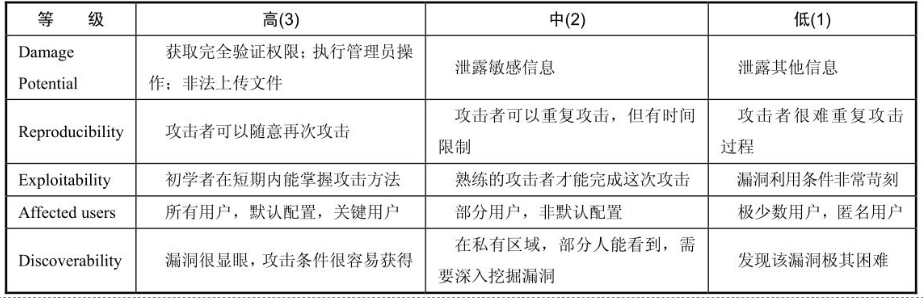 等 级 高(3) 中(2) 低(1)
Damage Potential 获取完全验证权限；执行管理员操作；非法上传文件 泄露敏感信息 泄露其他信息
Reproducibility 攻击者可以随意再次攻击 攻击者可以重复攻击，但有时间限制 攻击者很难重复攻击过程
Exploitability 初学者在短期内能掌握攻击方法 熟练的攻击者才能完成这次攻击 漏洞利用条件非常苛刻
Affected users 所有用户，默认配置，关键用户 部分用户，非默认配置 极少数用户，匿名用户
Discoverability 漏洞很显眼，攻击条件很容易获得 在私有区域，部分人能看到，需要深入挖掘漏洞 发现该漏洞极其困难